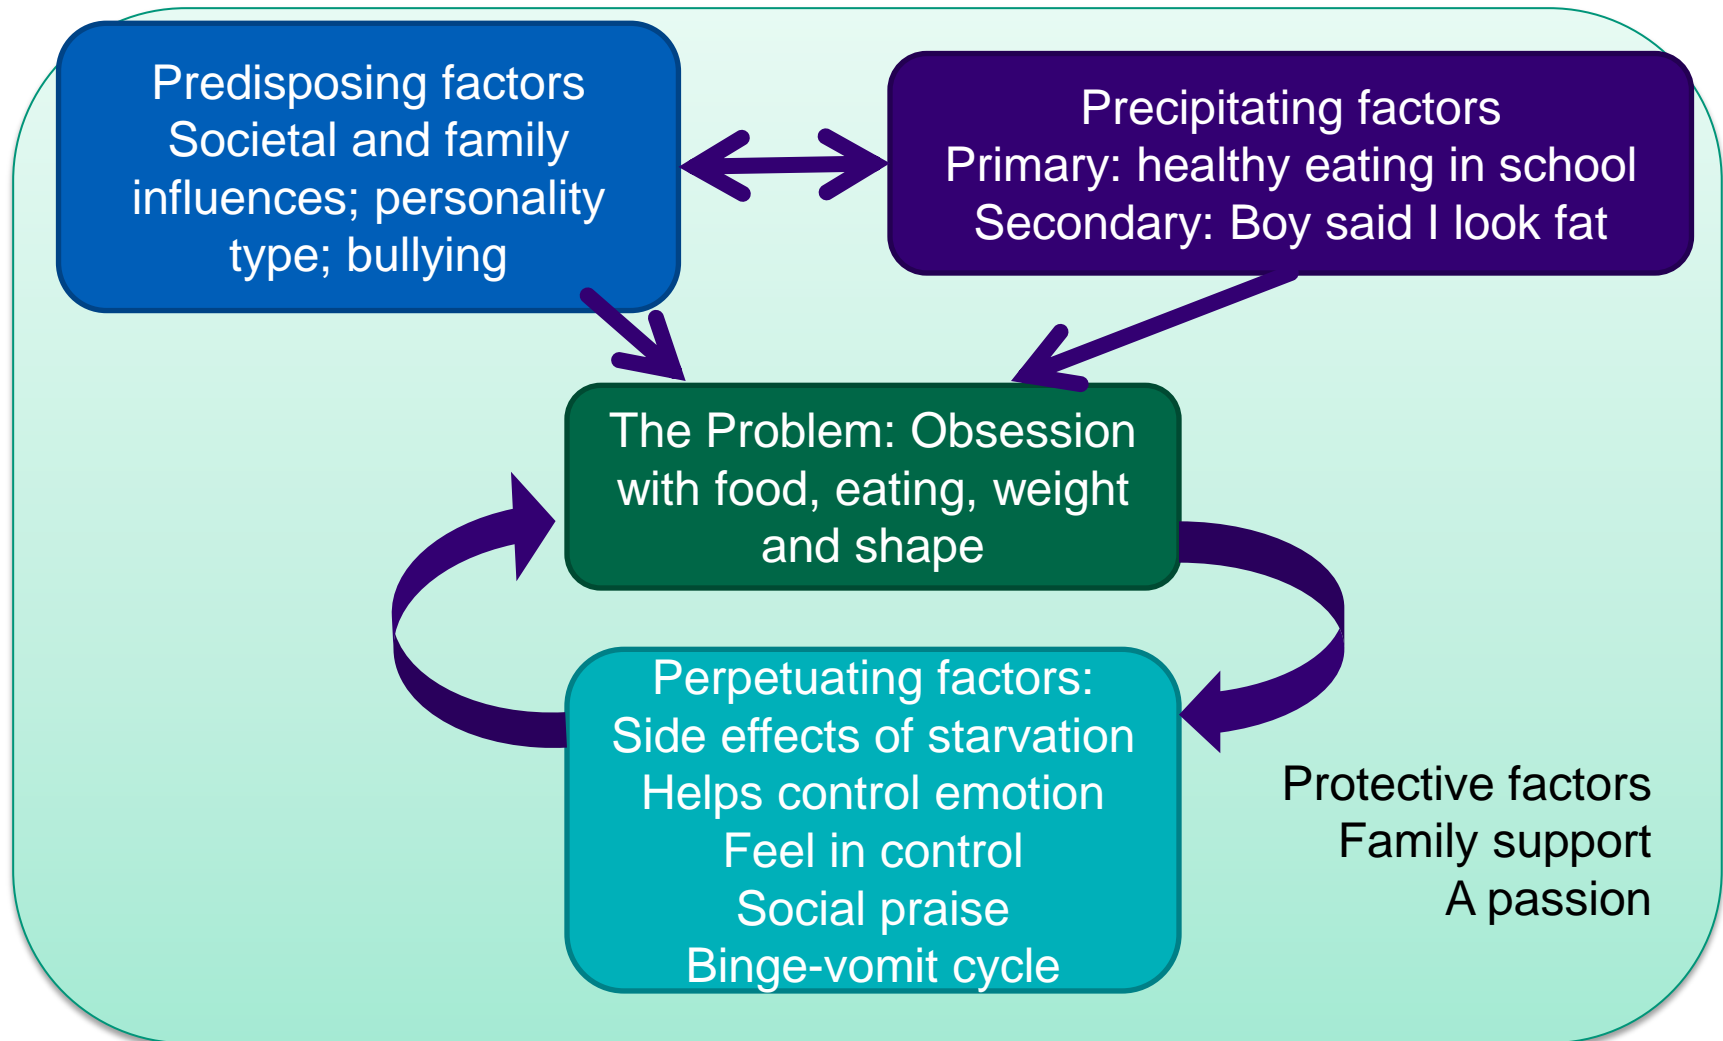 Predisposing factors
Societal and family
influences; personality
type; bullying
Precipitating factors
Primary: healthy eating in school
Secondary: Boy said I look fat
The Problem: Obsession
with food, eating, weight
and shape
Perpetuating factors:
Side effects of starvation
Helps control emotion
Feel in control
Social praise
Binge-vomit cycle
Protective factors
Family support
A passion